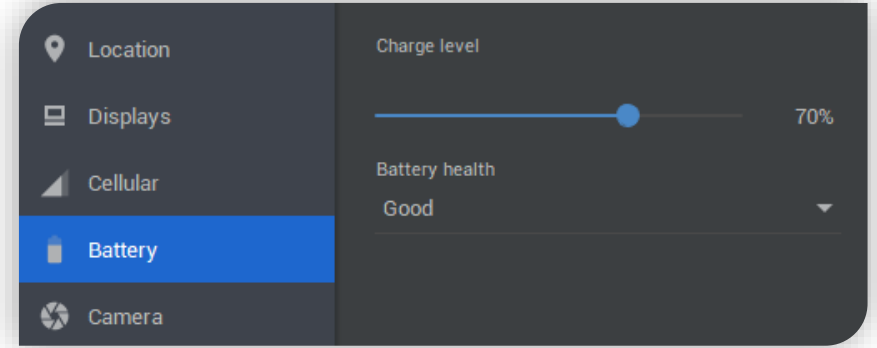 Location
Displays
Cellular
Battery
Camera
Charge level
70%
Battery health
Good